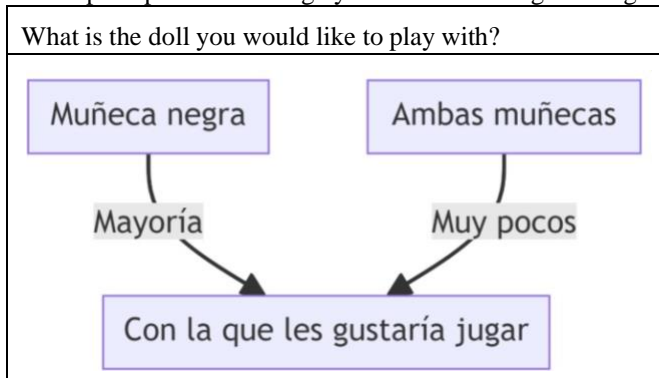 What is the doll you would like to play with?
Muñeca negra
Ambas muñecas
Mayoría
Muy pocos
Con la que les gustaría jugar